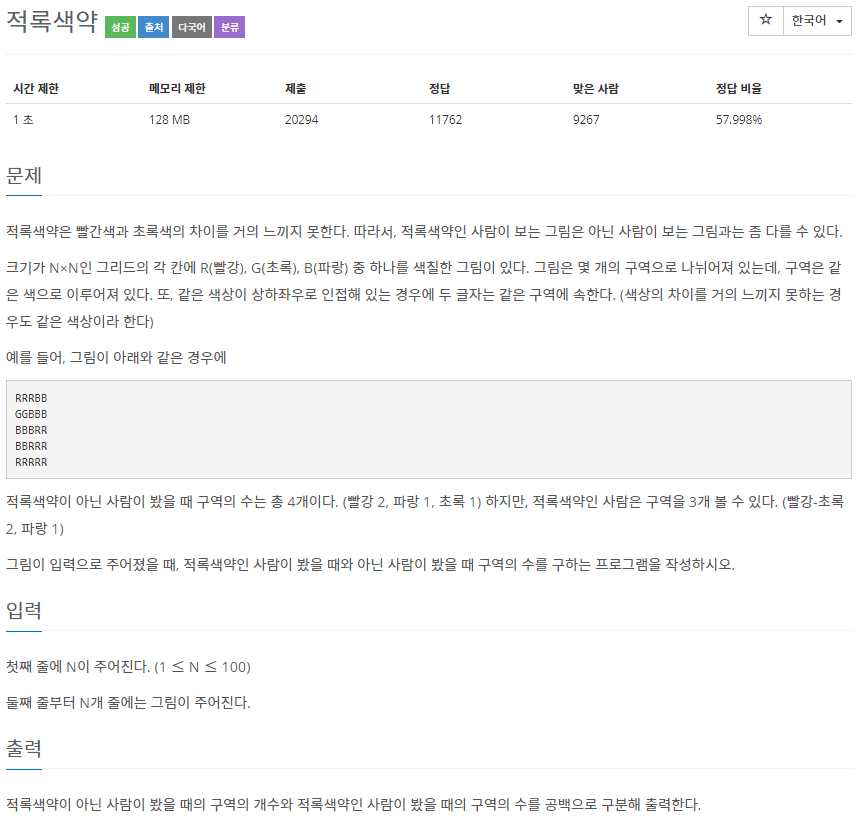 적록색약 성공 출처 다국어 분류
☆ 한국어
시간 제한 메모리 제한 제출 정답 맞은 사람 정답 비율
1 초 128 MB 20294 11762 9267 57.998%
문제
적록색약은 빨간색과 초록색의 차이를 거의 느끼지 못한다. 따라서, 적록색약인 사람이 보는 그림은 아닌 사람이 보는 그림과는 좀 다를 수 있다.
크기가 N×N인 그리드의 각 칸에 R(빨강), G(초록), B(파랑) 중 하나를 색칠한 그림이 있다. 그림은 몇 개의 구역으로 나뉘어져 있는데, 구역은 같
은 색으로 이루어져 있다. 또, 같은 색상이 상하좌우로 인접해 있는 경우에 두 글자는 같은 구역에 속한다. (색상의 차이를 거의 느끼지 못하는 경
우도 같은 색상이라 한다)
예를 들어, 그림이 아래와 같은 경우에
RRRBB
GGBBB
BBBRR
BBRRR
RRRRR
적록색약이 아닌 사람이 봤을 때 구역의 수는 총 4개이다. (빨강 2, 파랑 1, 초록 1) 하지만, 적록색약인 사람은 구역을 3개 볼 수 있다. (빨강-초록
2, 파랑 1)
그림이 입력으로 주어졌을 때, 적록색약인 사람이 봤을 때와 아닌 사람이 봤을 때 구역의 수를 구하는 프로그램을 작성하시오.
입력
첫째 줄에 N이 주어진다. (1 ≤ N ≤ 100)
둘째 줄부터 N개 줄에는 그림이 주어진다.
출력
적록색약이 아닌 사람이 봤을 때의 구역의 개수와 적록색약인 사람이 봤을 때의 구역의 수를 공백으로 구분해 출력한다.